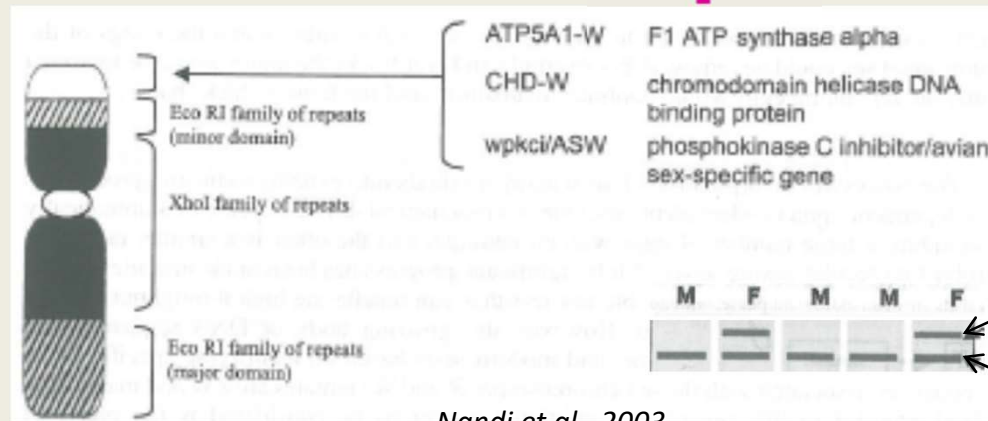 ATP5A1-W F1 ATP synthase alpha
CHD-W chromodomain helicase DNA
binding protein
wpkci/ASW phosphokinase C inhibitor/avian
sex-specific gene
Eco RI family of repeats
(minor domain)
XhoI family of repeats
Eco RI family of repeats
(major domain)
M F M M F
Nandi et al., 2003